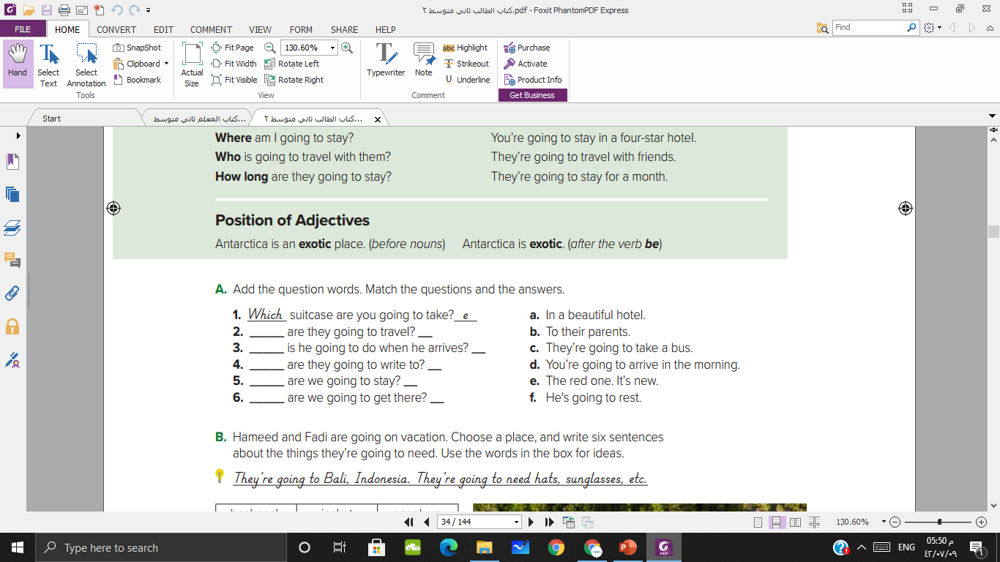 كتاب الطالب ثاني متوسط ٢.pdf - Foxit PhantomPDF Express
FILE HOME CONVERT EDIT COMMENT VIEW FORM SHARE HELP Find
Hand
Select Text
Select Annotation
SnapShot
Clipboard
Bookmark
Tools
Actual Size
Fit Page
Fit Width
Fit Visible
130.60%
Rotate Left
Rotate Right
View
Typewriter
Note
Highlight
Strikeout
Underline
Comment
Purchase
Activate
Product Info
Get Business
Start كتاب المعلم ثاني متوسط... كتاب الطالب ثاني متوسط ٢...
Where am I going to stay? You're going to stay in a four-star hotel.
Who is going to travel with them? They're going to travel with friends.
How long are they going to stay? They're going to stay for a month.
Position of Adjectives
Antarctica is an exotic place. (before nouns) Antarctica is exotic. (after the verb be)
A. Add the question words. Match the questions and the answers.
1. Which suitcase are you going to take? e a. In a beautiful hotel.
2. _____ are they going to travel? __ b. To their parents.
3. _____ is he going to do when he arrives? __ c. They're going to take a bus.
4. _____ are they going to write to? __ d. You're going to arrive in the morning.
5. _____ are we going to stay? __ e. The red one. It's new.
6. _____ are we going to get there? __ f. He's going to rest.
B. Hameed and Fadi are going on vacation. Choose a place, and write six sentences
about the things they're going to need. Use the words in the box for ideas.
They're going to Bali, Indonesia. They're going to need hats, sunglasses, etc.
34 / 144 130.60%
Type here to search ENG 05:50 م
٤٢/٠٧/٠٩